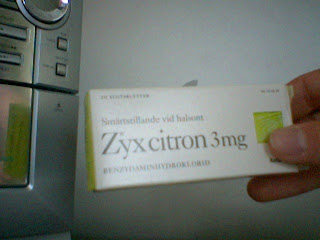 Smärtstillande vid halsont
Zyx citron 3mg
BENZYDAMINHYDROKLORID